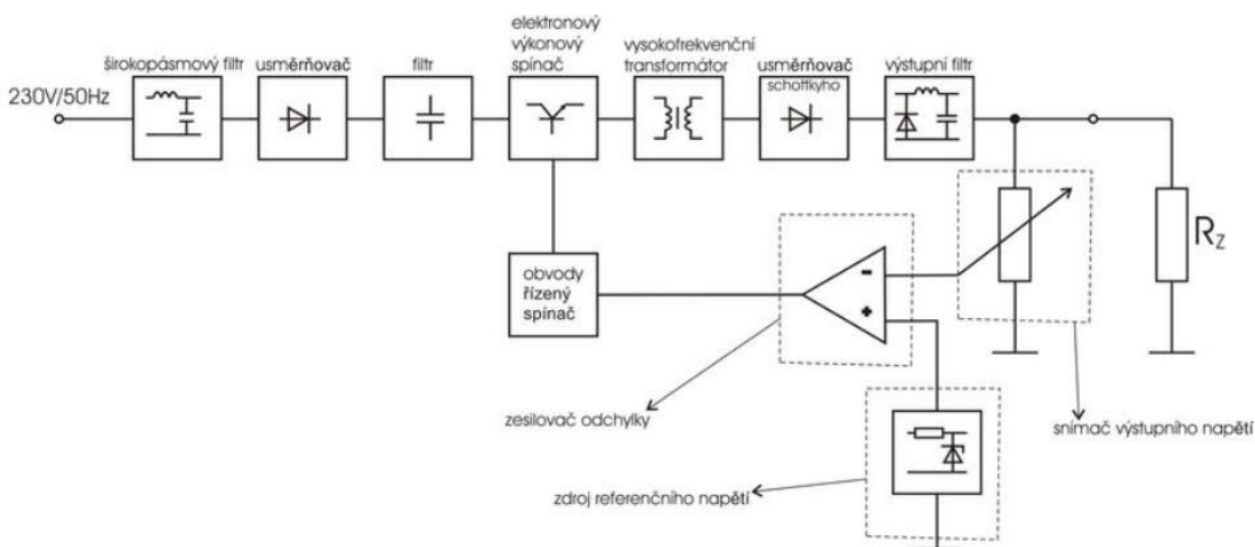 elektronový
výkonový
spínač
vysokofrekvenční
transformátor
širokopásmový filtr
usměrňovač
filtr
usměrňovač
schottkyho
výstupní filtr
230V/50Hz
RZ
obvody
řízený
spínač
-
+
zesilovač odchylky
snímač výstupního napětí
zdroj referenčního napětí